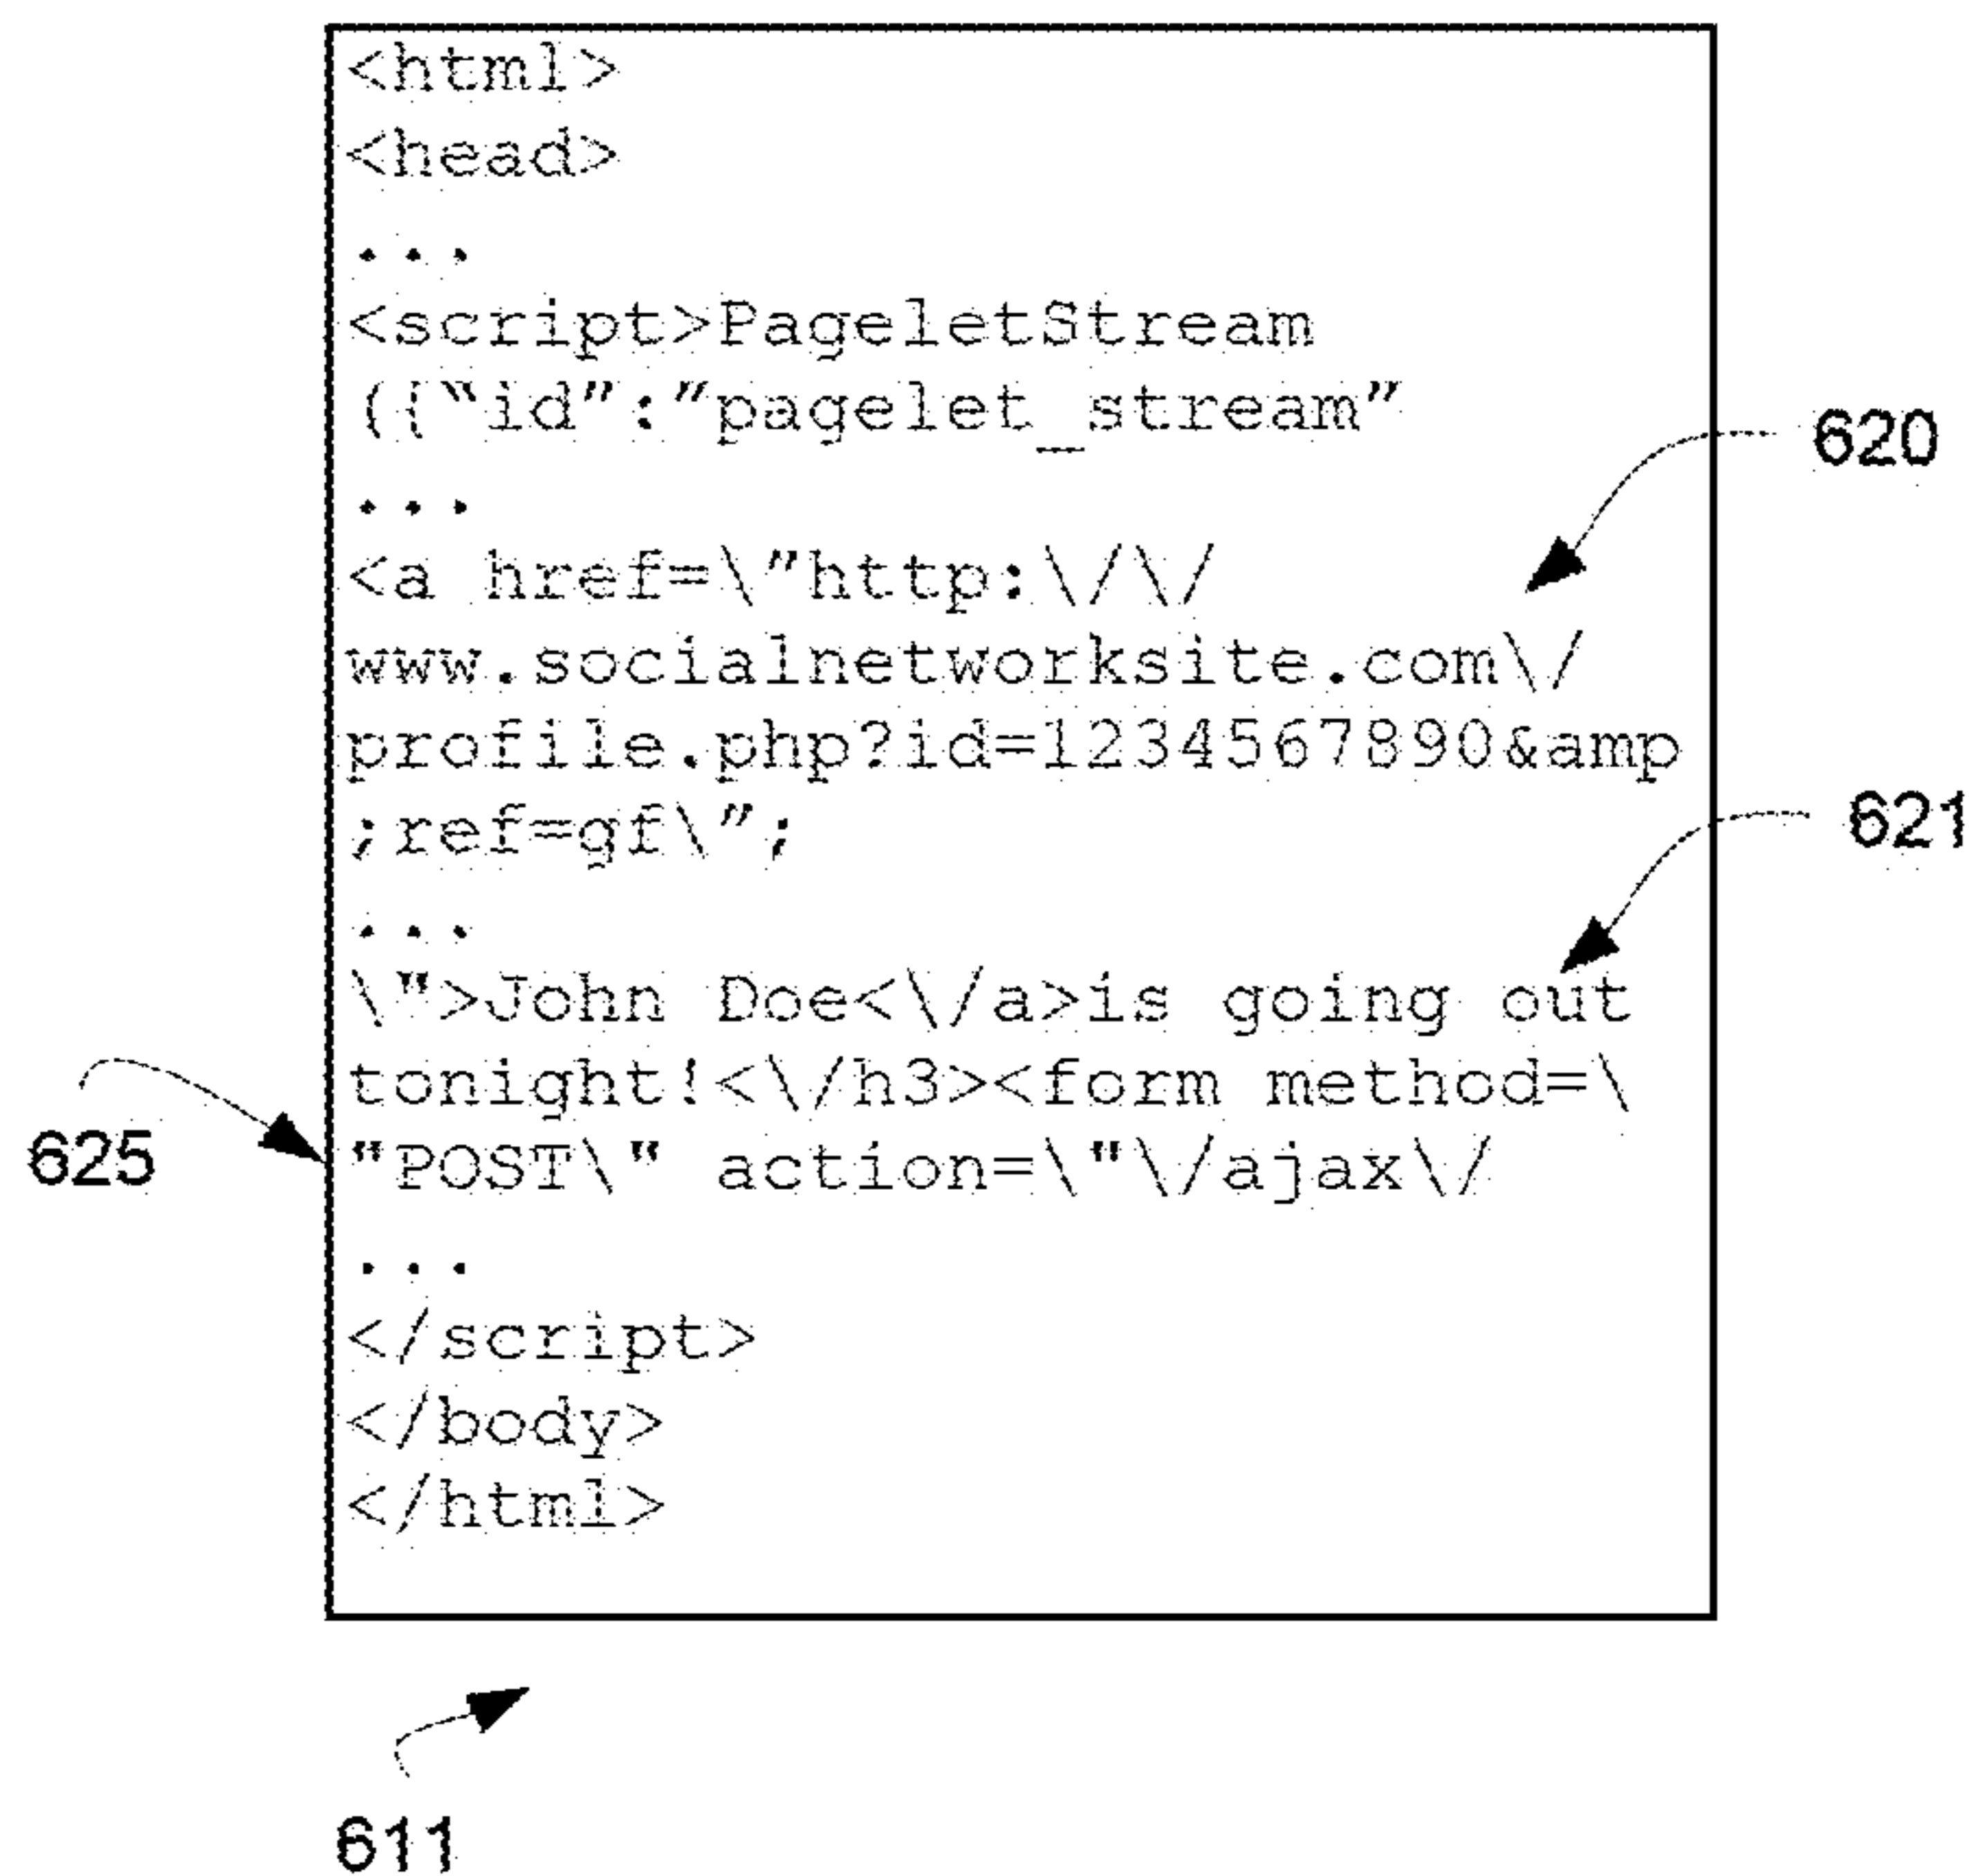 <html>
<head>
...
<script>PageletStream
({“id”:”pagelet_stream”
620
...
<a href=\”http:\/\/
www.socialnetworksite.com\/
profile.php?id=1234567890&amp
621
;ref=gf\”;
...
\">John Doe<\/a>is going out
tonight!<\/h3><form method=\
625
"POST\" action=\"\/ajax\/
...
</script>
</body>
</html>
611